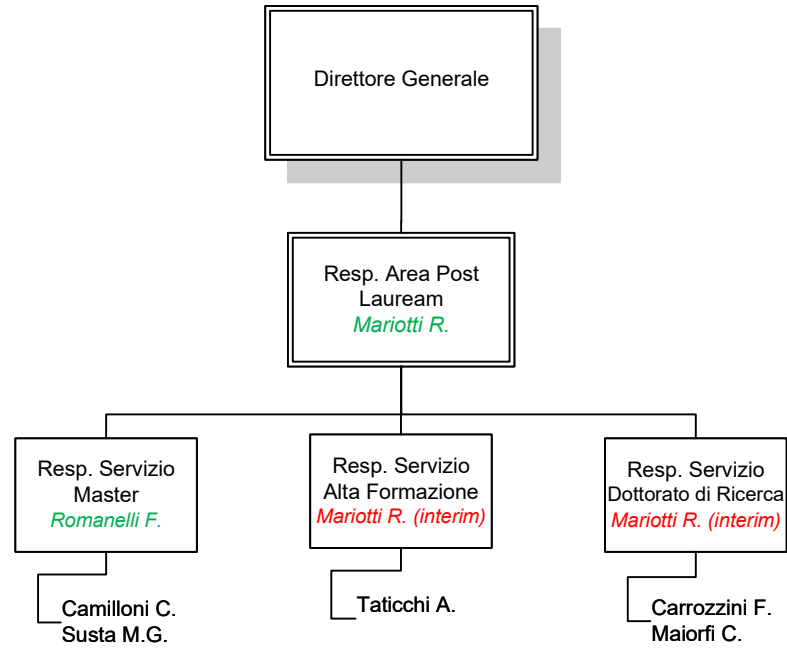 Direttore Generale
Resp. Area Post
Lauream
Mariotti R.
Resp. Servizio
Master
Romanelli F.
Resp. Servizio
Alta Formazione
Mariotti R. (interim)
Resp. Servizio
Dottorato di Ricerca
Mariotti R. (interim)
Camilloni C.
Susta M.G.
Taticchi A.
Carrozzini F.
Maiorfi C.